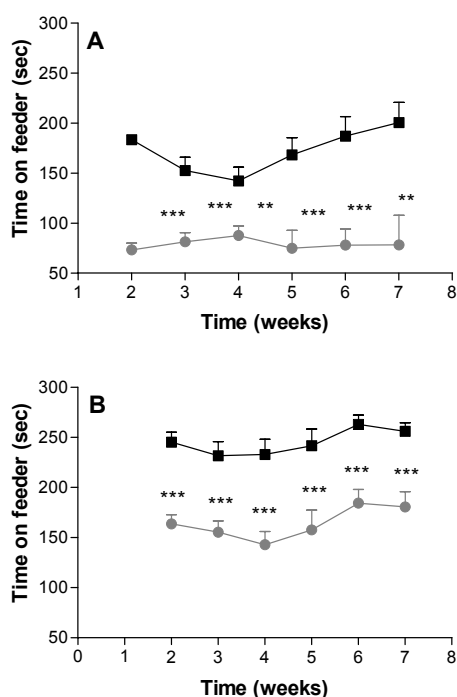 A
300
250
200
150
100
50
Time on feeder (sec)
*** *** ** *** *** **
1 2 3 4 5 6 7 8
Time (weeks)
B
300
250
200
150
100
50
Time on feeder (sec)
*** *** *** *** *** ***
0 1 2 3 4 5 6 7 8
Time (weeks)